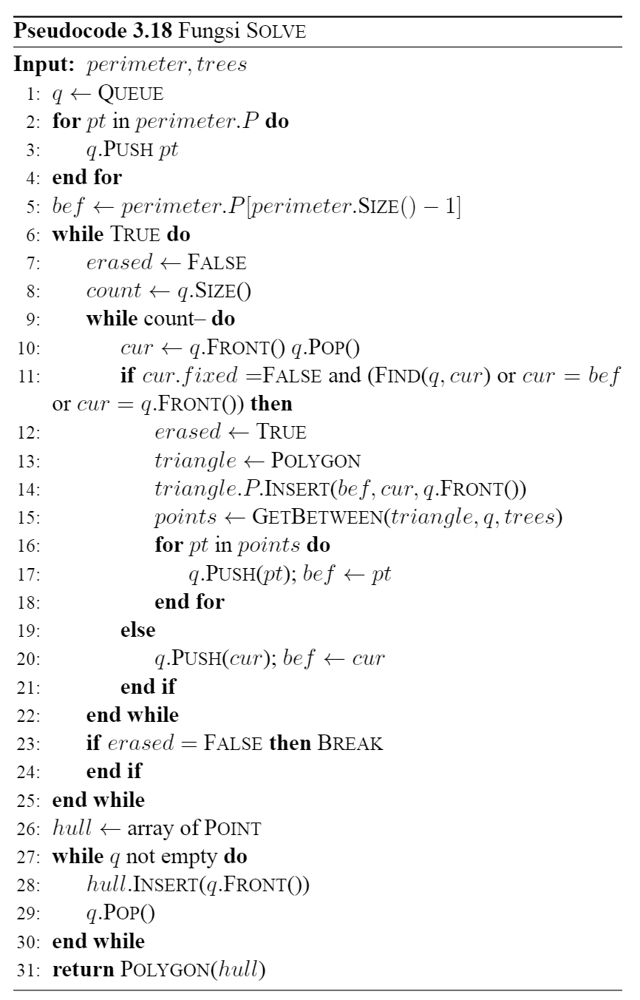 Pseudocode 3.18 Fungsi SOLVE
Input: perimeter, trees
1: q ← QUEUE
2: for pt in perimeter.P do
3: q.PUSH pt
4: end for
5: bef ← perimeter.P[perimeter.SIZE() − 1]
6: while TRUE do
7: erased ← FALSE
8: count ← q.SIZE()
9: while count– do
10: cur ← q.FRONT() q.POP()
11: if cur.fixed =FALSE and (FIND(q, cur) or cur = bef
or cur = q.FRONT()) then
12: erased ← TRUE
13: triangle ← POLYGON
14: triangle.P.INSERT(bef, cur, q.FRONT())
15: points ← GETBETWEEN(triangle, q, trees)
16: for pt in points do
17: q.PUSH(pt); bef ← pt
18: end for
19: else
20: q.PUSH(cur); bef ← cur
21: end if
22: end while
23: if erased = FALSE then BREAK
24: end if
25: end while
26: hull ← array of POINT
27: while q not empty do
28: hull.INSERT(q.FRONT())
29: q.POP()
30: end while
31: return POLYGON(hull)